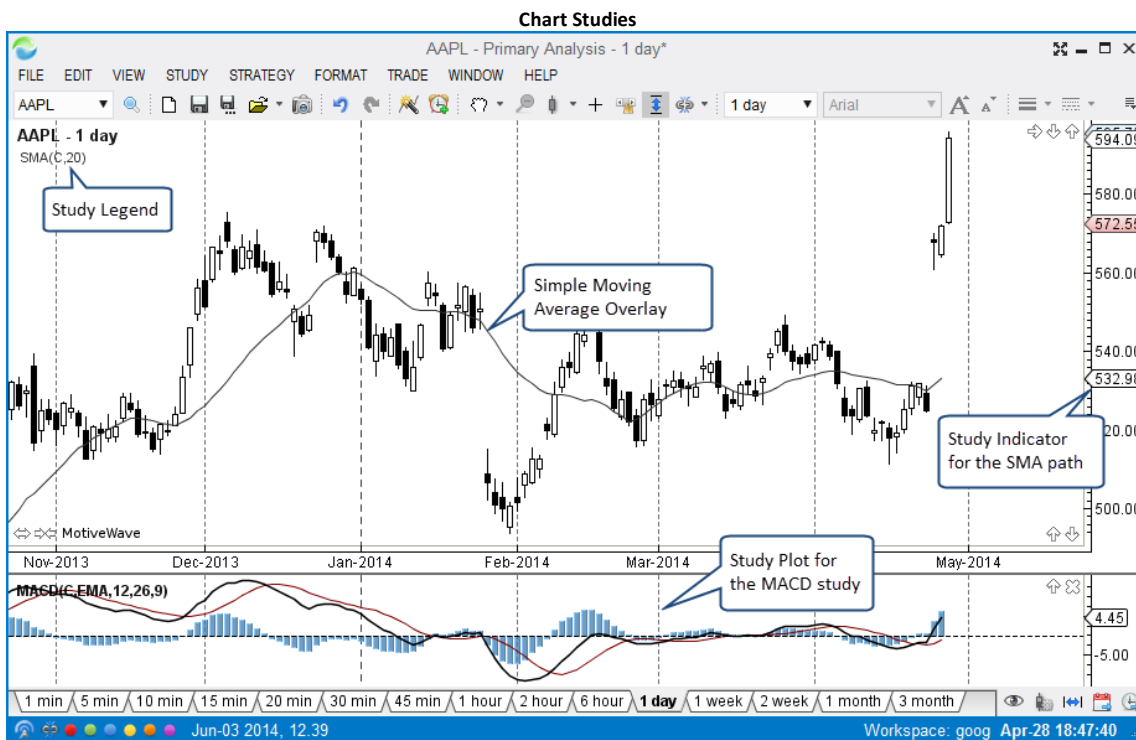 Chart Studies
AAPL - Primary Analysis - 1 day*
FILE EDIT VIEW STUDY STRATEGY FORMAT TRADE WINDOW HELP
AAPL 1 day Arial
AAPL - 1 day
SMA(C,20)
594.09
Study Legend
580.00
572.55
560.00
Simple Moving
Average Overlay
540.00
532.98
520.00
Study Indicator
for the SMA path
500.00
MotiveWave
Nov-2013 Dec-2013 Jan-2014 Feb-2014 Mar-2014 May-2014
Study Plot for
the MACD study
MACD(C,EMA,12,26,9)
4.45
-5.00
1 min 5 min 10 min 15 min 20 min 30 min 45 min 1 hour 2 hour 6 hour 1 day 1 week 2 week 1 month 3 month
Jun-03 2014, 12.39 Workspace: goog Apr-28 18:47:40